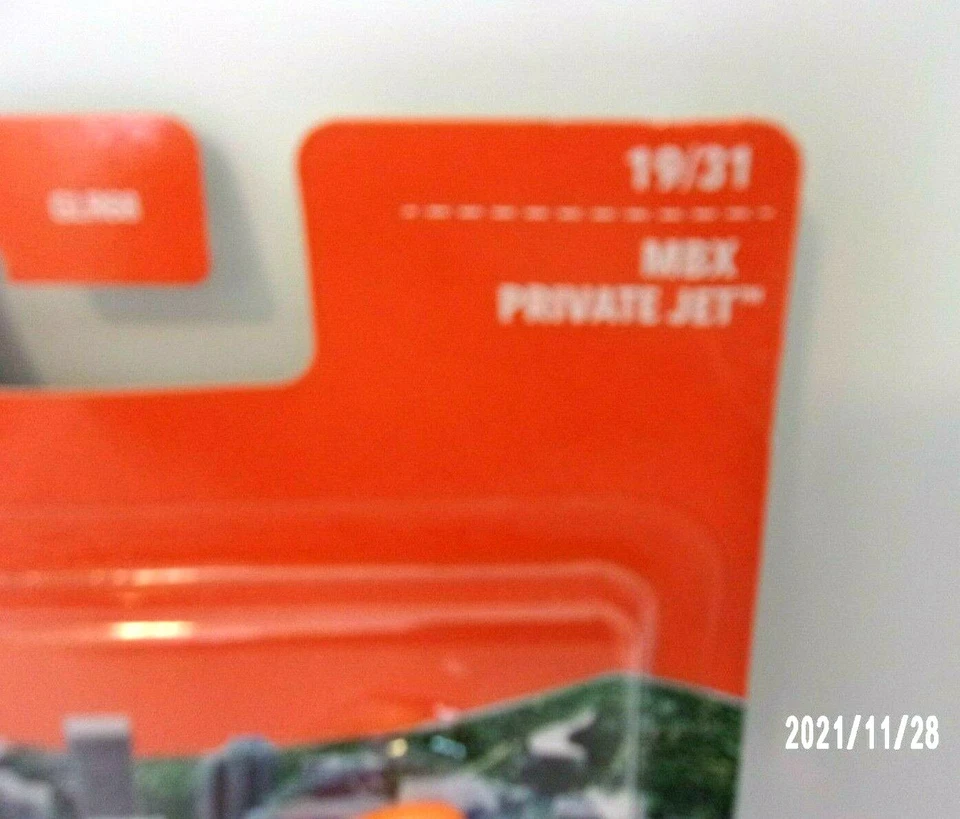 19/31
MBX
PRIVATE JET™
2021/11/28